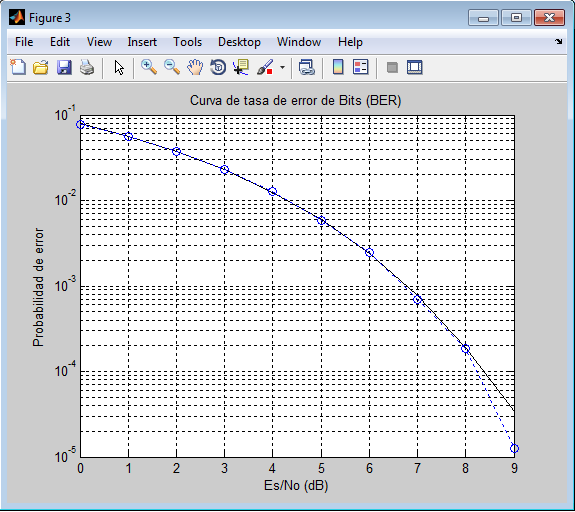 Figure 3
File Edit View Insert Tools Desktop Window Help
Curva de tasa de error de Bits (BER)
Probabilidad de error
10^-1
10^-2
10^-3
10^-4
10^-5
0 1 2 3 4 5 6 7 8 9
Es/No (dB)